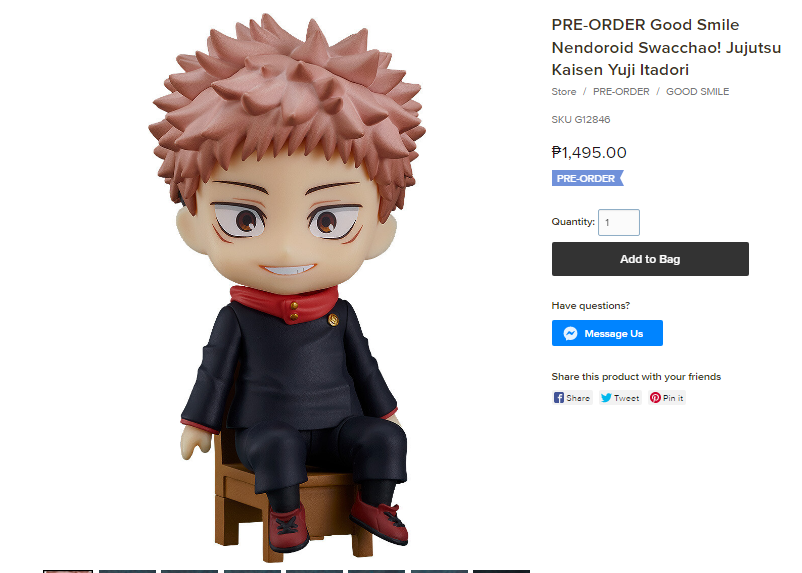 PRE-ORDER Good Smile
Nendoroid Swacchao! Jujutsu
Kaisen Yuji Itadori
Store / PRE-ORDER / GOOD SMILE
SKU G12846
₱1,495.00
PRE-ORDER
Quantity: 1
Add to Bag
Have questions?
Message Us
Share this product with your friends
Share Tweet Pin it